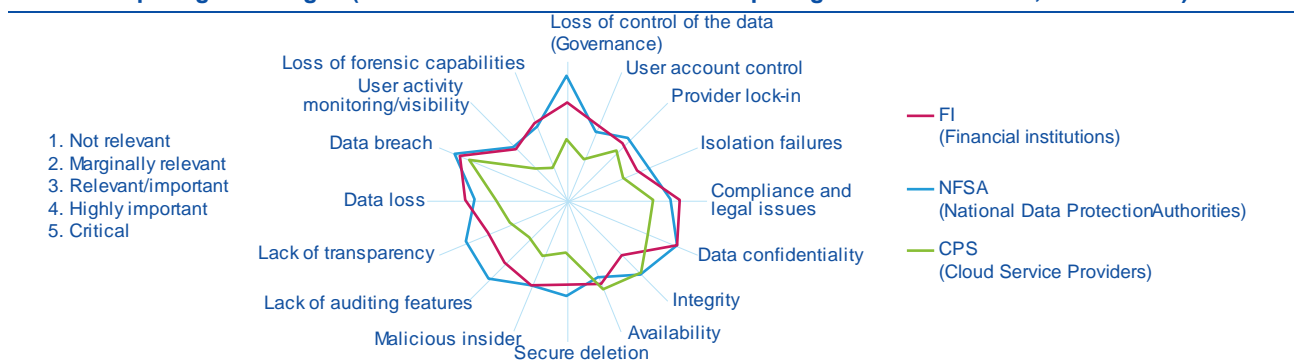 Loss of control of the data
(Governance)
Loss of forensic capabilities
User account control
User activity
monitoring/visibility
Provider lock-in
Data breach
Isolation failures
Data loss
Compliance and
legal issues
Lack of transparency
Data confidentiality
Lack of auditing features
Integrity
Malicious insider
Availability
Secure deletion
1. Not relevant
2. Marginally relevant
3. Relevant/important
4. Highly important
5. Critical
FI
(Financial institutions)
NFSA
(National Data ProtectionAuthorities)
CPS
(Cloud Service Providers)